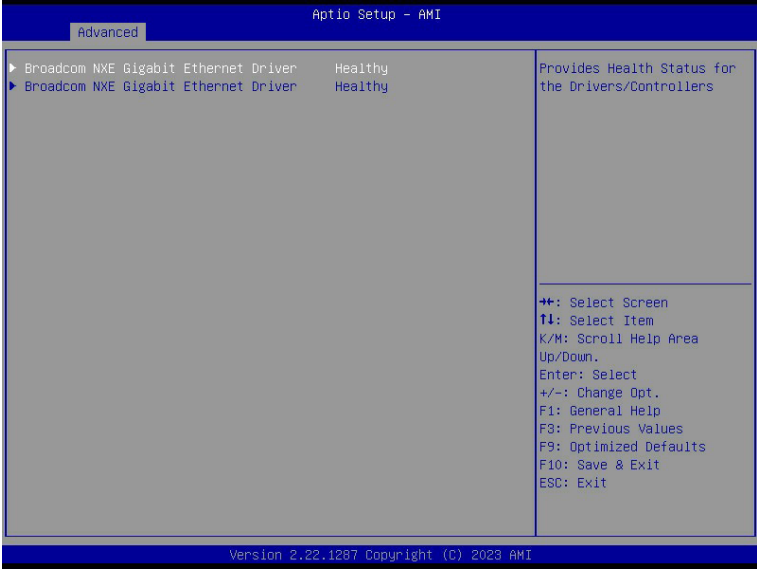 Aptio Setup - AMI
Advanced
▶ Broadcom NXE Gigabit Ethernet Driver Healthy
▶ Broadcom NXE Gigabit Ethernet Driver Healthy
Provides Health Status for
the Drivers/Controllers
→←: Select Screen
↑↓: Select Item
K/M: Scroll Help Area
Up/Down.
Enter: Select
+/-: Change Opt.
F1: General Help
F3: Previous Values
F9: Optimized Defaults
F10: Save & Exit
ESC: Exit
Version 2.22.1287 Copyright (C) 2023 AMI